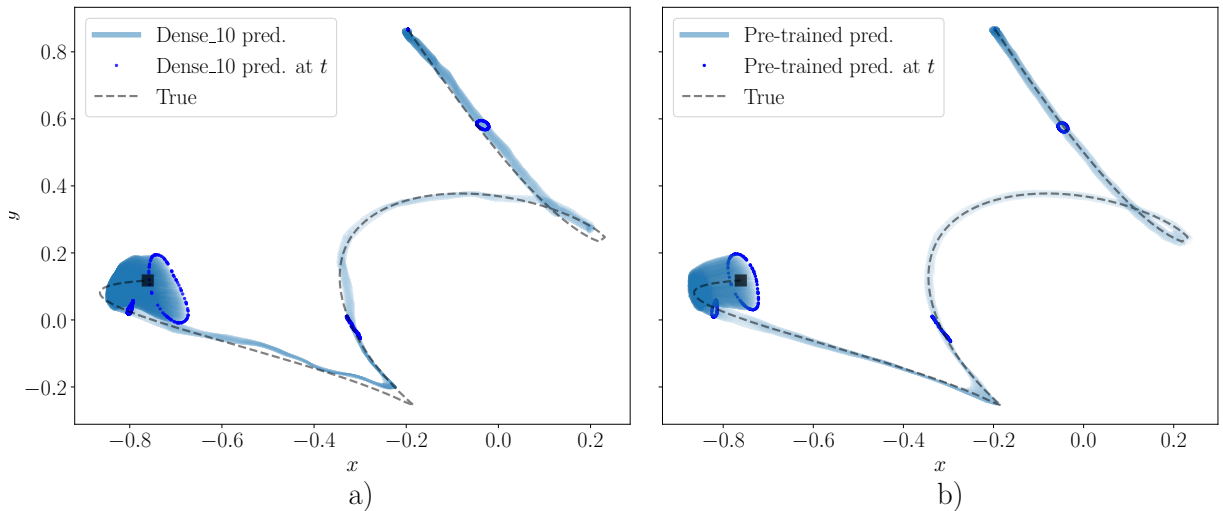 Dense_10 pred.
Dense_10 pred. at t
True
0.8
0.6
0.4
0.2
0.0
−0.2
y
−0.8
−0.6
−0.4
−0.2
0.0
0.2
x
a)
Pre-trained pred.
Pre-trained pred. at t
True
−0.8
−0.6
−0.4
−0.2
0.0
0.2
x
b)